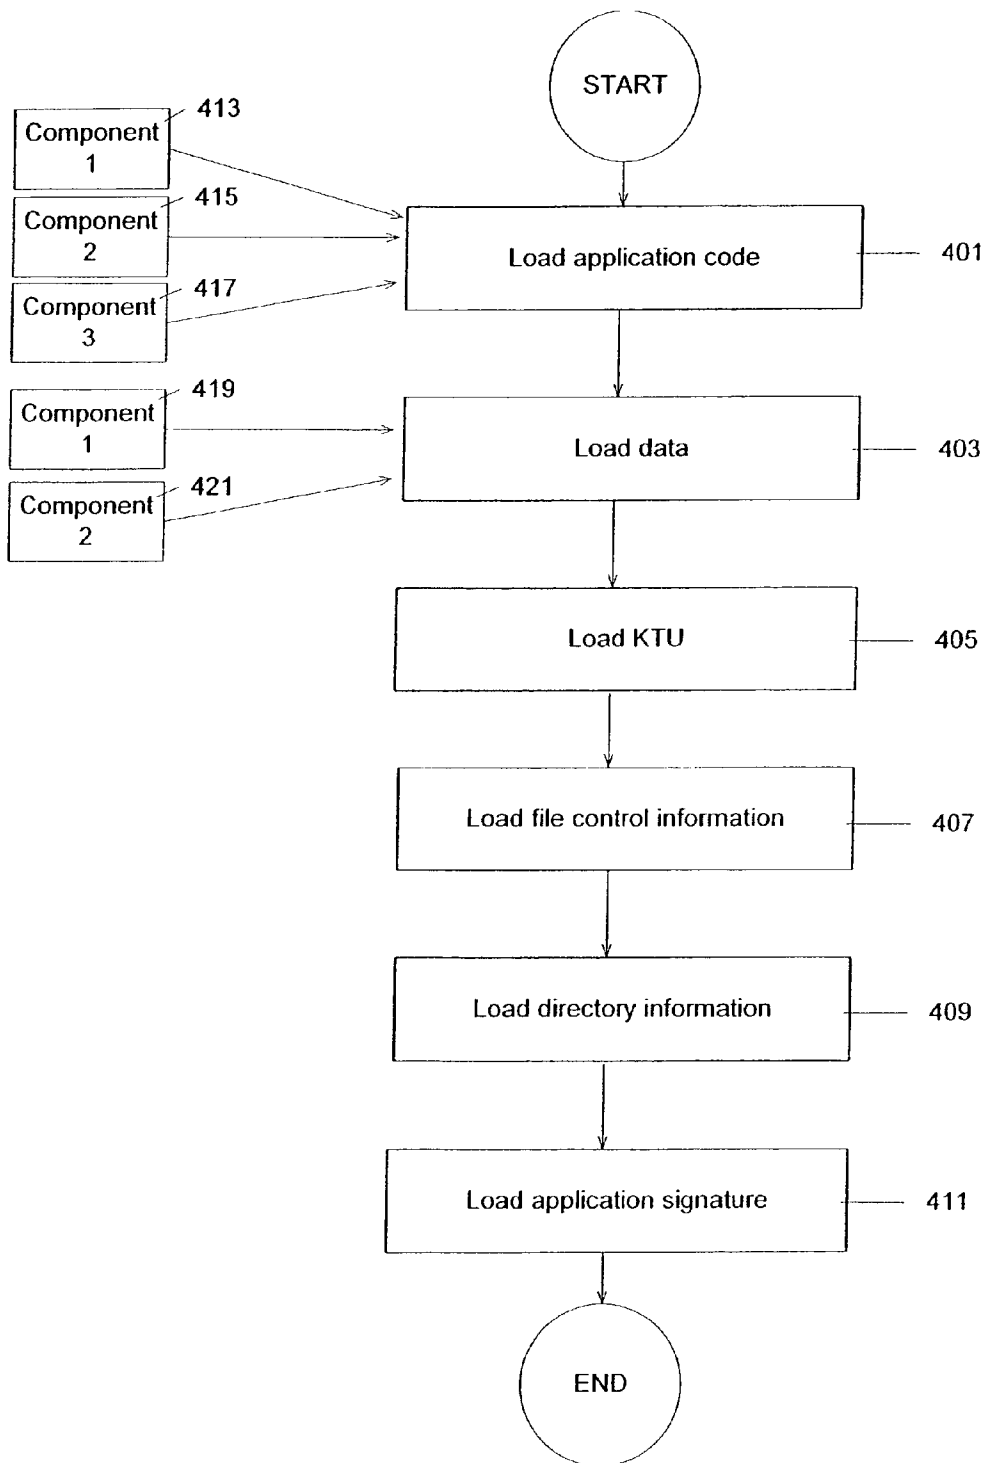 START
413
Component
1
415
Component
2
417
Component
3
Load application code
401
419
Component
1
421
Component
2
Load data
403
Load KTU
405
Load file control information
407
Load directory information
409
Load application signature
411
END